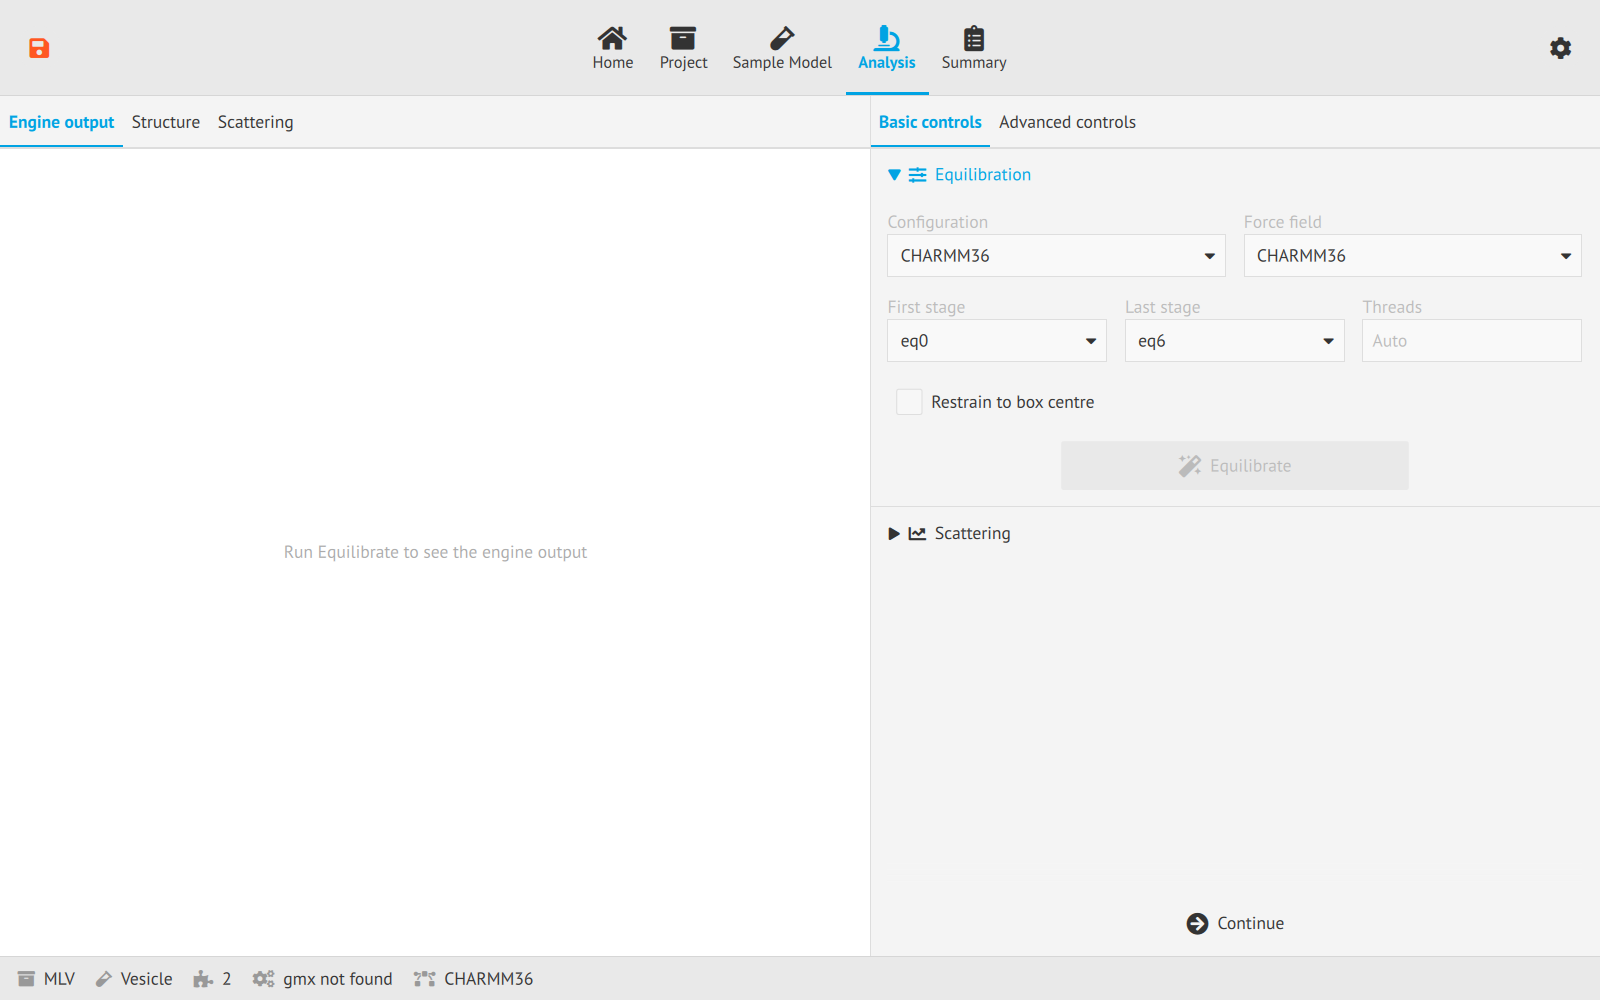 Home
Project
Sample Model
Analysis
Summary
Engine output
Structure
Scattering
Basic controls
Advanced controls
Equilibration
Configuration
Force field
CHARMM36
CHARMM36
First stage
Last stage
Threads
eq0
eq6
Auto
Restrain to box centre
Equilibrate
Scattering
Run Equilibrate to see the engine output
Continue
MLV
Vesicle
2
gmx not found
CHARMM36